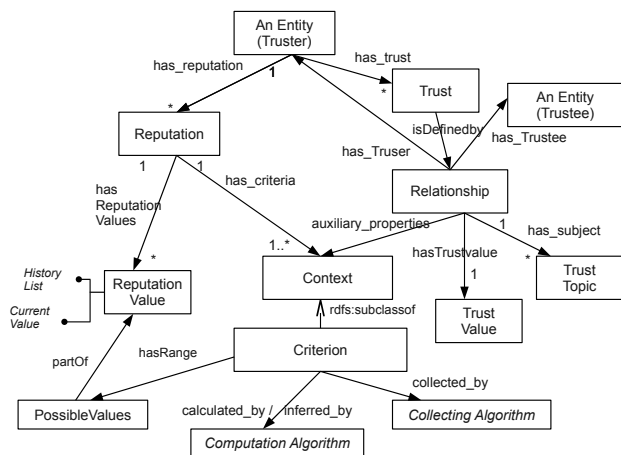 An Entity
(Truster)
has_reputation
1
has_trust
*
*
Trust
An Entity
(Trustee)
Reputation
isDefinedby
has_Trustee
has_Truser
1
1
has
Reputation
Values
has_criteria
Relationship
auxiliary_properties
1
has_subject
1..*
hasTrustvalue
*
1
*
History
List
Current
Value
Reputation
Value
Context
Trust
Topic
Trust
Value
rdfs:subclassof
partOf
hasRange
Criterion
collected_by
PossibleValues
calculated_by / inferred_by
Collecting Algorithm
Computation Algorithm